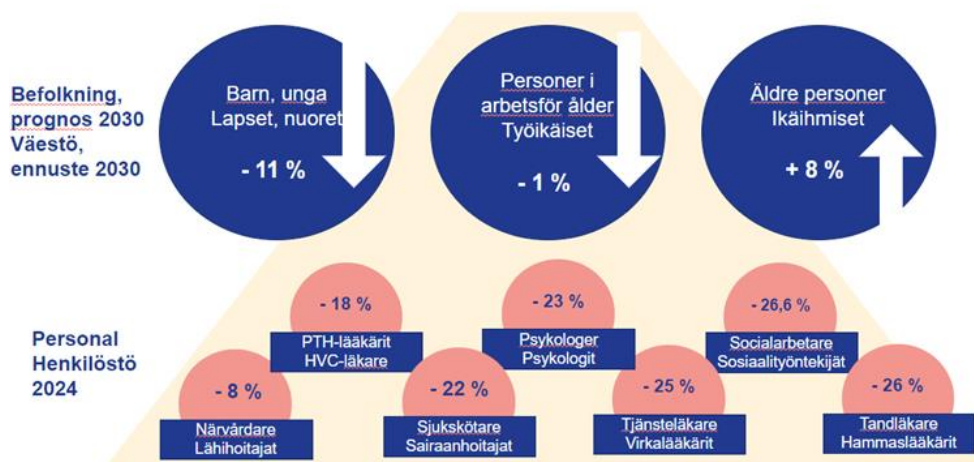 Befolkning,
prognos 2030
Väestö,
ennuste 2030
Barn, unga
Lapset, nuoret
- 11 %
Personer i
arbetsför ålder
Työikäiset
- 1 %
Äldre personer
Ikäihmiset
+ 8 %
Personal
Henkilöstö
2024
- 18 %
PTH-lääkärit
HVC-läkare
- 23 %
Psykologer
Psykologit
- 26,6 %
Socialarbetare
Sosiaalityöntekijät
- 8 %
Närvårdare
Lähihoitajat
- 22 %
Sjukskötare
Sairaanhoitajat
- 25 %
Tjänsteläkare
Virkalääkärit
- 26 %
Tandläkare
Hammaslääkärit